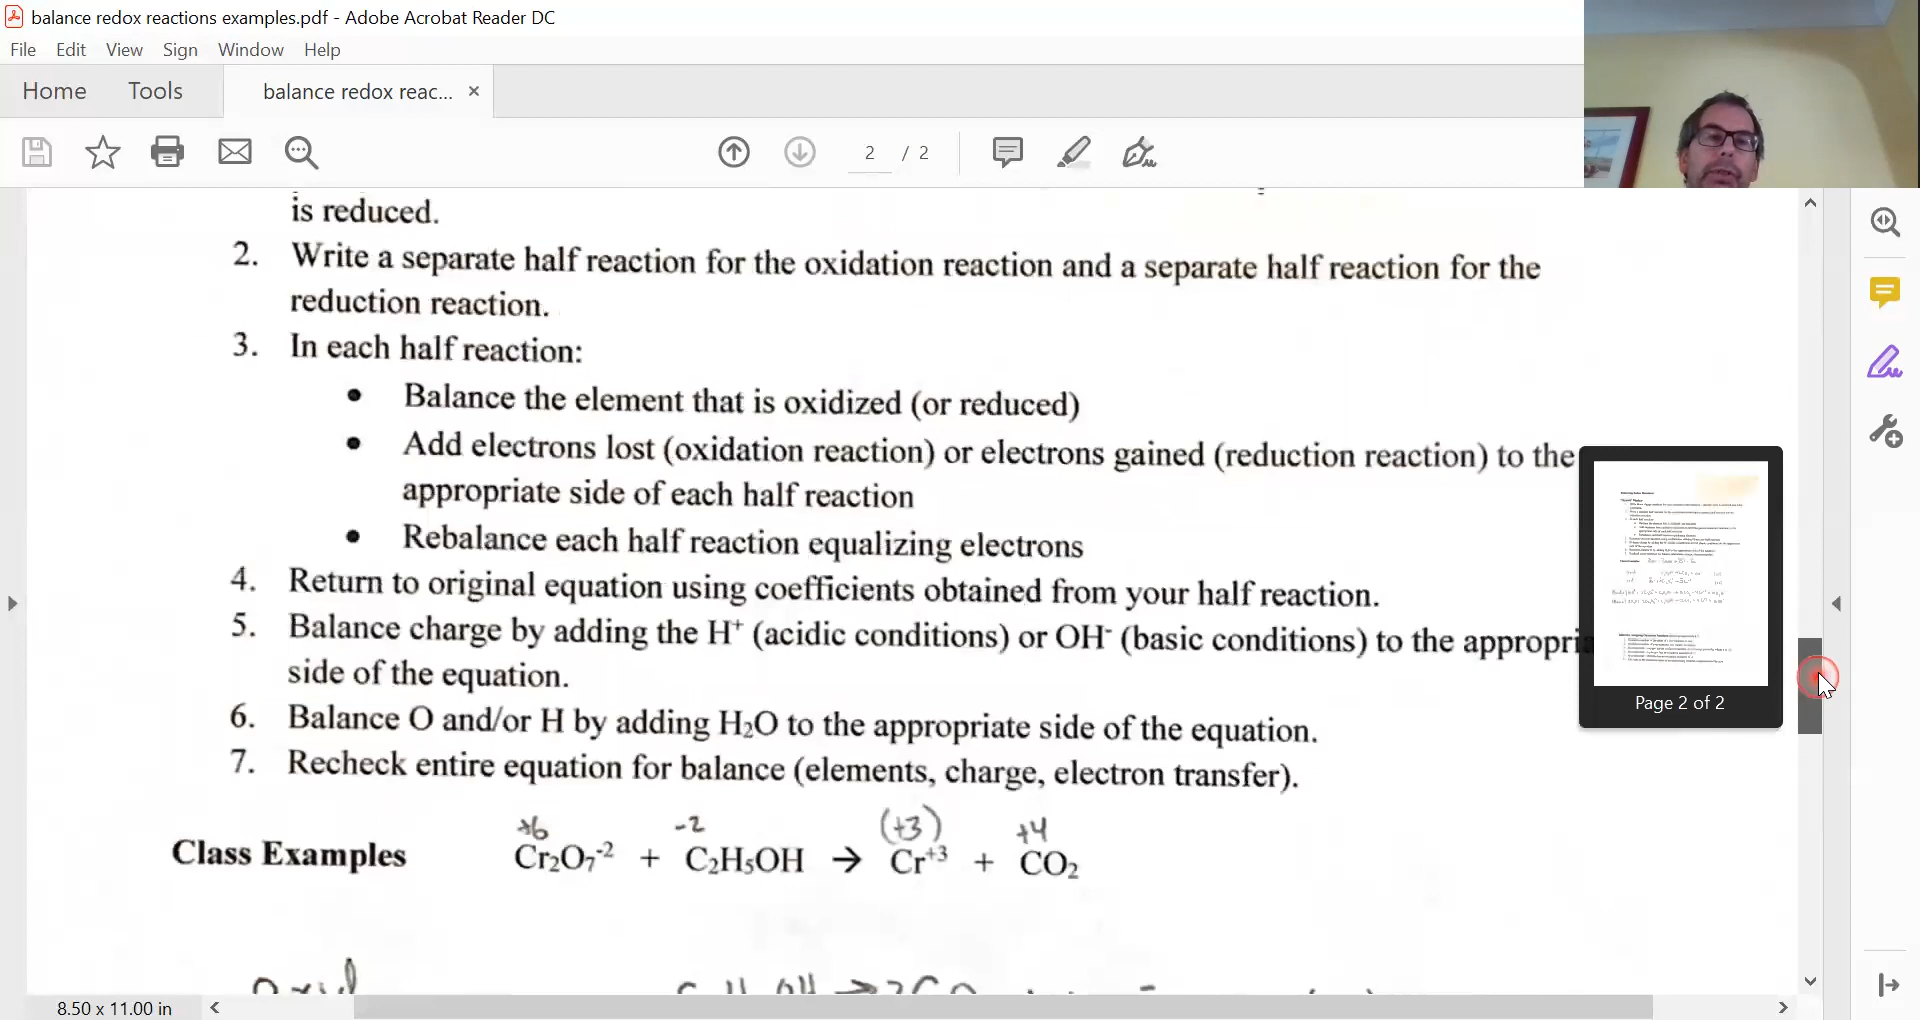 balance redox reactions examples.pdf - Adobe Acrobat Reader DC
File Edit View Sign Window Help
Home Tools balance redox reac... ×
2 / 2
is reduced.
2. Write a separate half reaction for the oxidation reaction and a separate half reaction for the
reduction reaction.
3. In each half reaction:
• Balance the element that is oxidized (or reduced)
• Add electrons lost (oxidation reaction) or electrons gained (reduction reaction) to the
appropriate side of each half reaction
• Rebalance each half reaction equalizing electrons
4. Return to original equation using coefficients obtained from your half reaction.
5. Balance charge by adding the H⁺ (acidic conditions) or OH⁻ (basic conditions) to the appropri
side of the equation.
6. Balance O and/or H by adding H₂O to the appropriate side of the equation.
7. Recheck entire equation for balance (elements, charge, electron transfer).
+6 -2 (+3) +4
Class Examples Cr₂O₇⁻² + C₂H₅OH → Cr⁺³ + CO₂
Oxid
Page 2 of 2
8.50 x 11.00 in